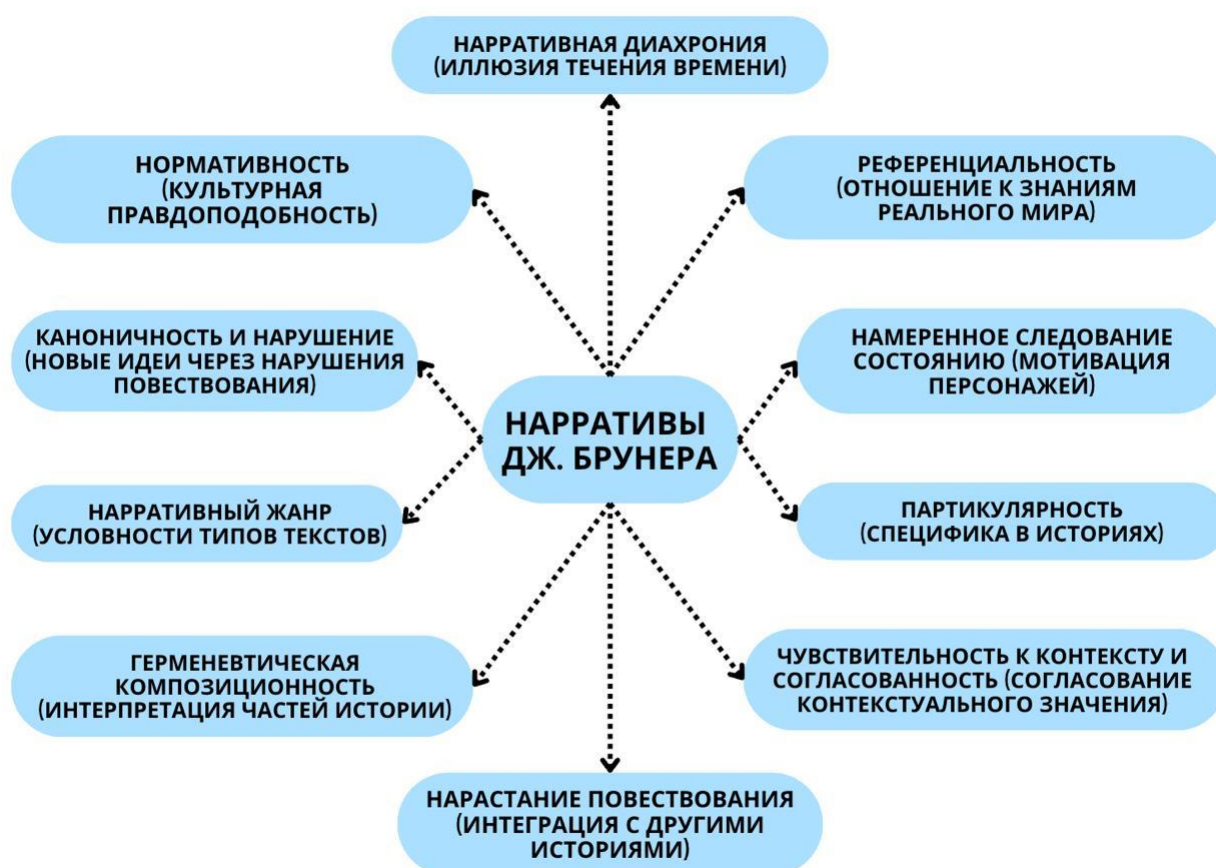 НАРРАТИВНАЯ ДИАХРОНИЯ
(ИЛЛЮЗИЯ ТЕЧЕНИЯ ВРЕМЕНИ)
НОРМАТИВНОСТЬ
(КУЛЬТУРНАЯ
ПРАВДОПОДОБНОСТЬ)
РЕФЕРЕНЦИАЛЬНОСТЬ
(ОТНОШЕНИЕ К ЗНАНИЯМ
РЕАЛЬНОГО МИРА)
КАНОНИЧНОСТЬ И НАРУШЕНИЕ
(НОВЫЕ ИДЕИ ЧЕРЕЗ НАРУШЕНИЯ
ПОВЕСТВОВАНИЯ)
НАМЕРЕННОЕ СЛЕДОВАНИЕ
СОСТОЯНИЮ (МОТИВАЦИЯ
ПЕРСОНАЖЕЙ)
НАРРАТИВЫ
ДЖ. БРУНЕРА
НАРРАТИВНЫЙ ЖАНР
(УСЛОВНОСТИ ТИПОВ ТЕКСТОВ)
ПАРТИКУЛЯРНОСТЬ
(СПЕЦИФИКА В ИСТОРИЯХ)
ГЕРМЕНЕВТИЧЕСКАЯ
КОМПОЗИЦИОННОСТЬ
(ИНТЕРПРЕТАЦИЯ ЧАСТЕЙ ИСТОРИИ)
ЧУВСТВИТЕЛЬНОСТЬ К КОНТЕКСТУ И
СОГЛАСОВАННОСТЬ (СОГЛАСОВАНИЕ
КОНТЕКСТУАЛЬНОГО ЗНАЧЕНИЯ)
НАРАСТАНИЕ ПОВЕСТВОВАНИЯ
(ИНТЕГРАЦИЯ С ДРУГИМИ
ИСТОРИЯМИ)